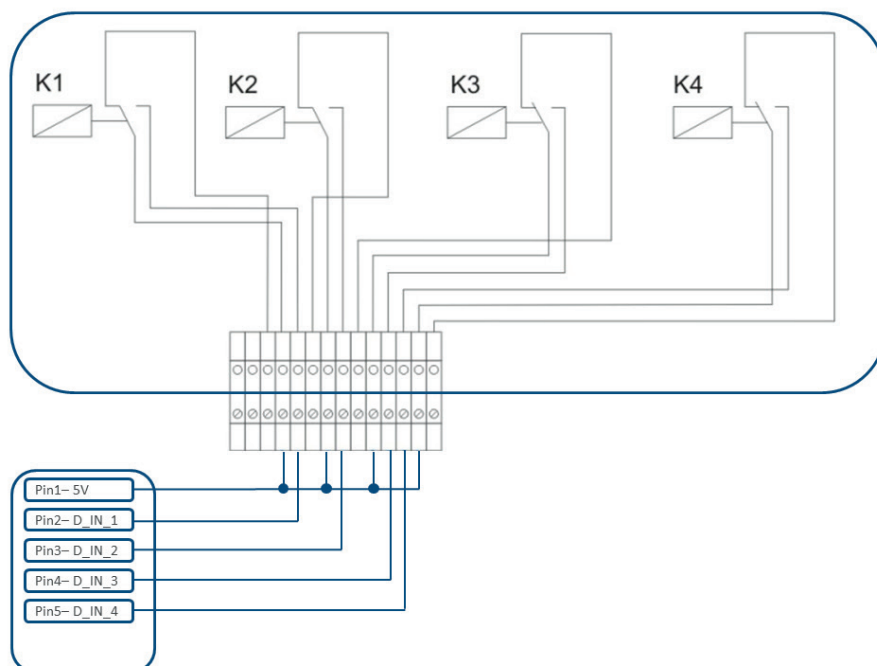 K1
K2
K3
K4
Pin1– 5V
Pin2– D_IN_1
Pin3– D_IN_2
Pin4– D_IN_3
Pin5– D_IN_4